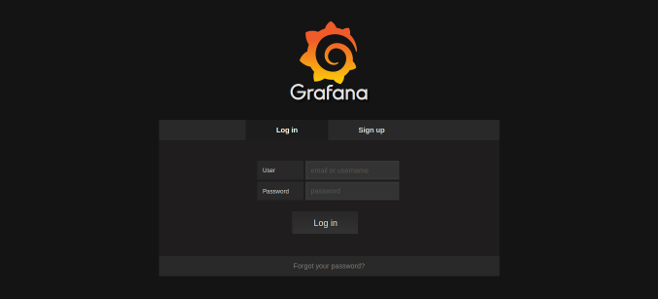 Grafana
Log in Sign up
User email or username
Password password
Log in
Forgot your password?